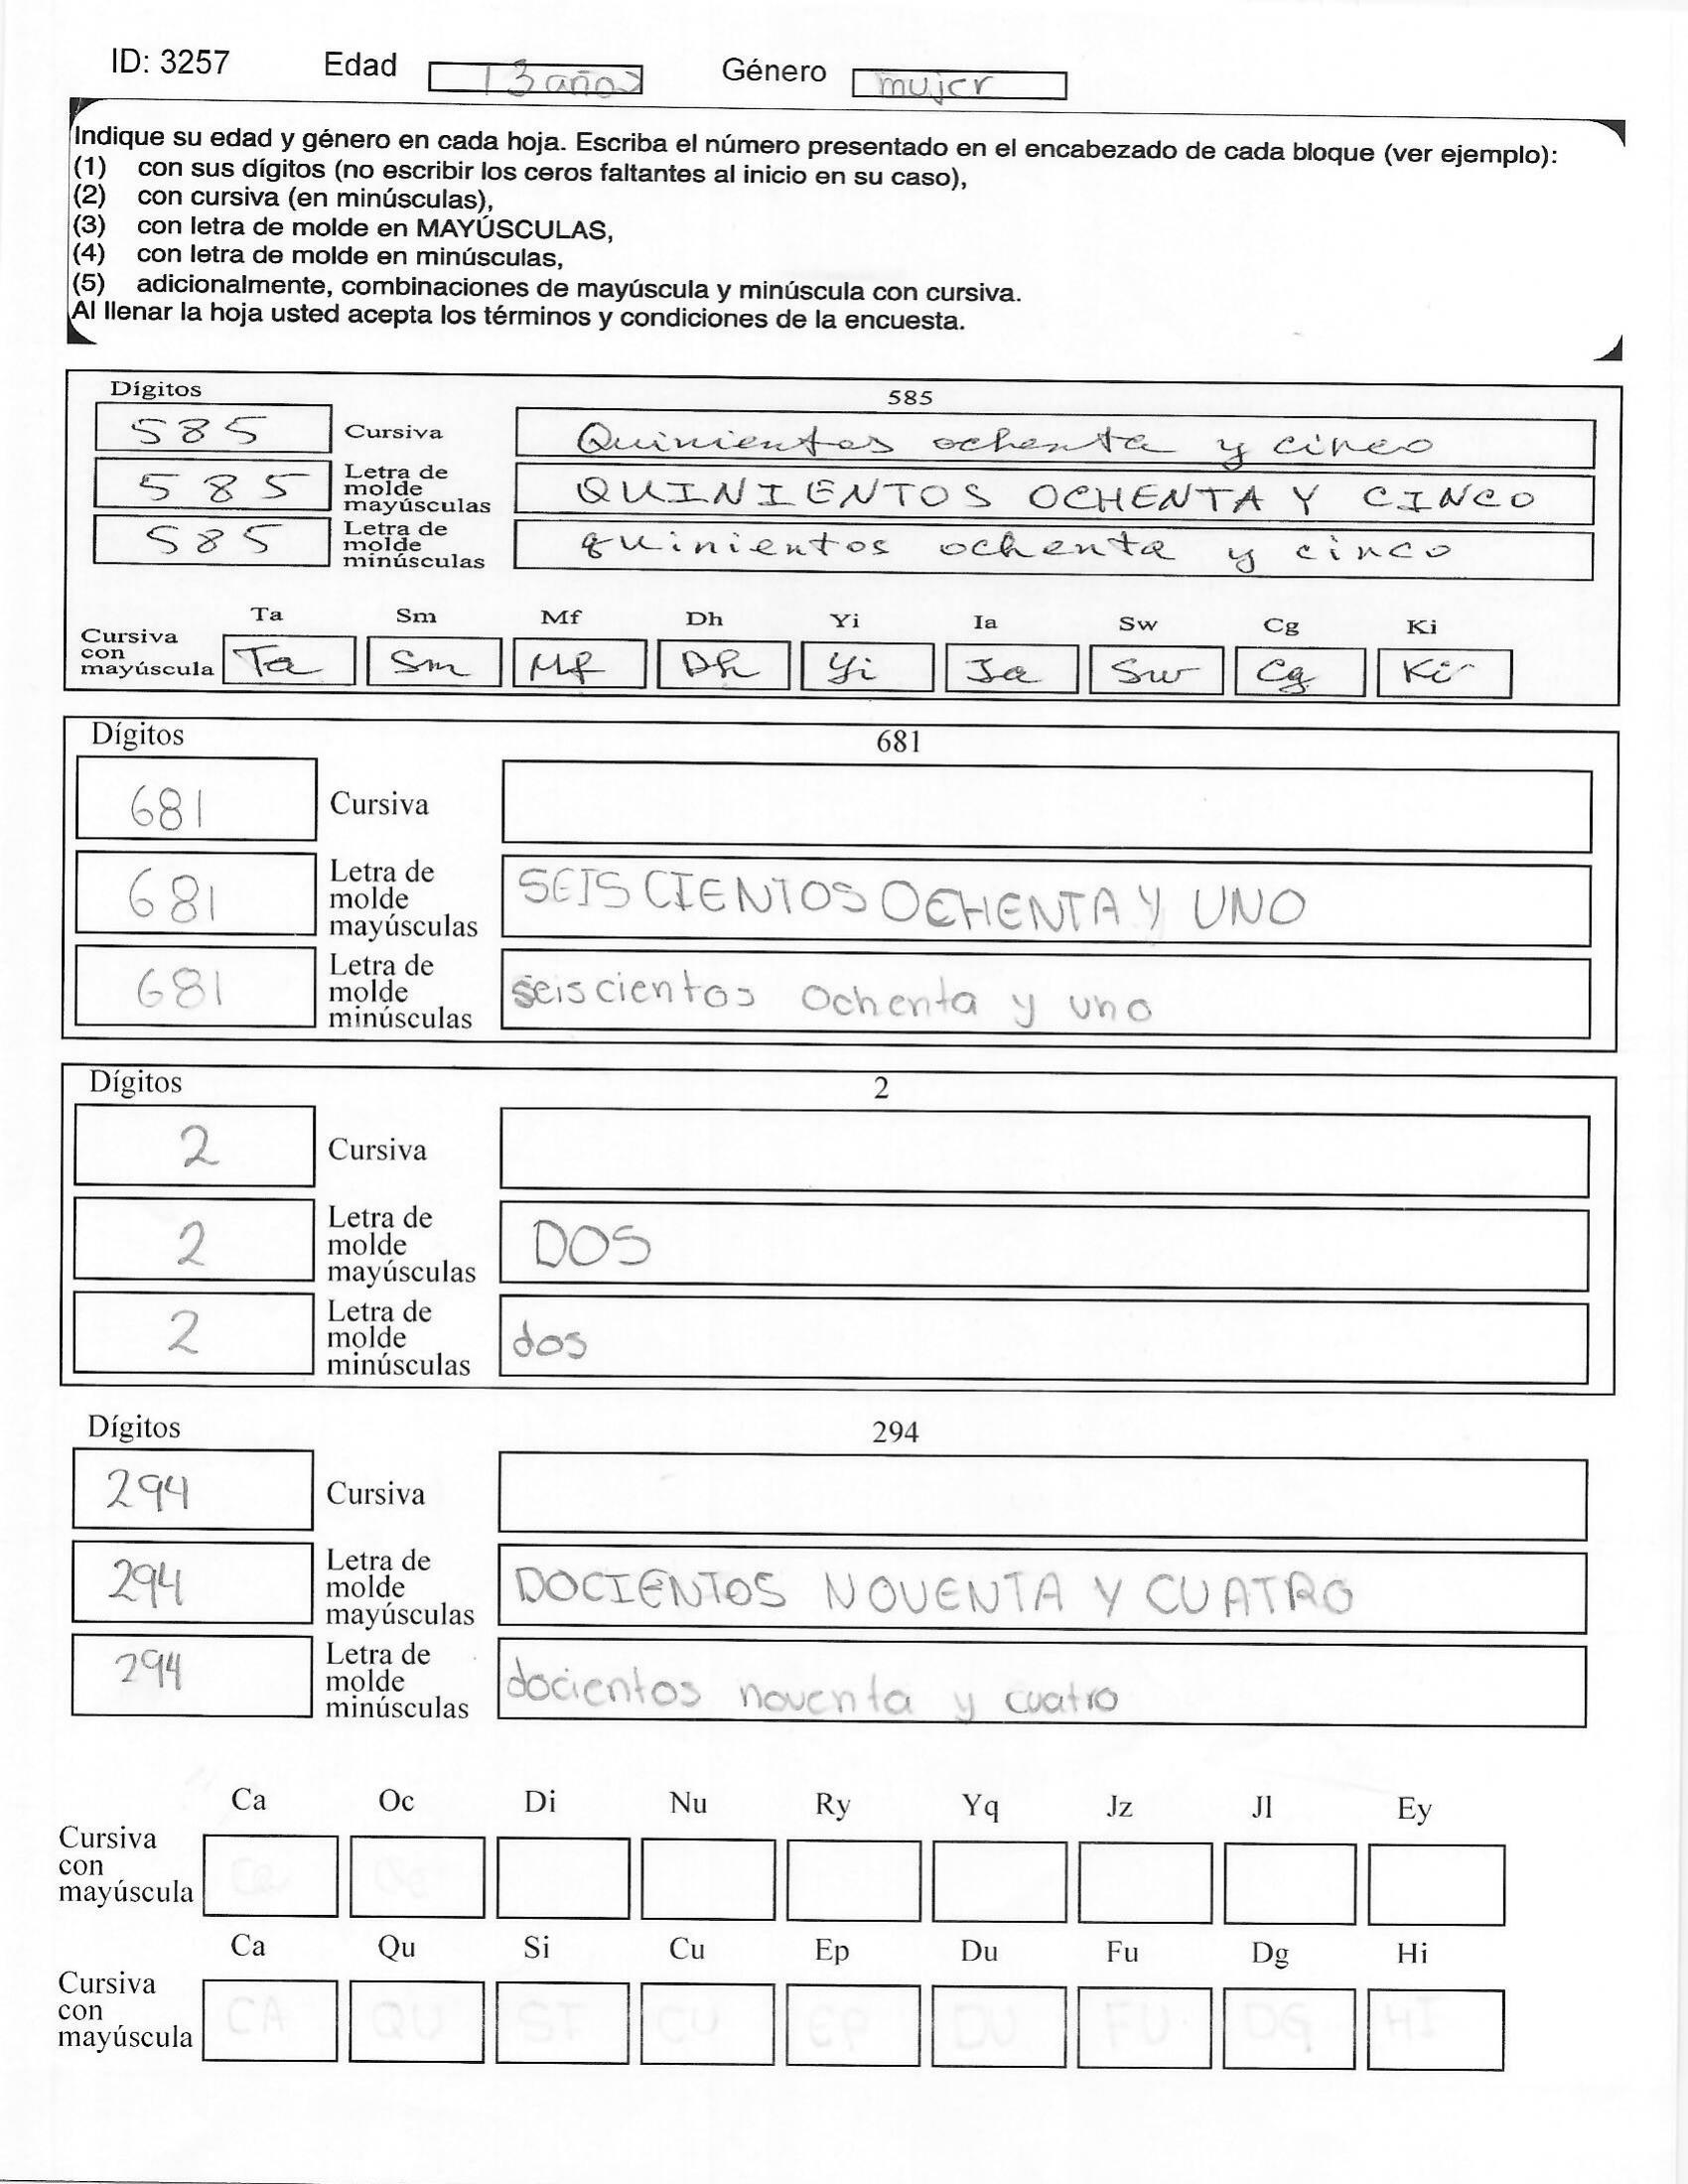 ID: 3257 Edad 13 años Género mujer
Indique su edad y género en cada hoja. Escriba el número presentado en el encabezado de cada bloque (ver ejemplo):
(1) con sus dígitos (no escribir los ceros faltantes al inicio en su caso),
(2) con cursiva (en minúsculas),
(3) con letra de molde en MAYÚSCULAS,
(4) con letra de molde en minúsculas,
(5) adicionalmente, combinaciones de mayúscula y minúscula con cursiva.
Al llenar la hoja usted acepta los términos y condiciones de la encuesta.
Dígitos 585
585 Cursiva Quinientos ochenta y cinco
585 Letra de molde mayúsculas QUINIENTOS OCHENTA Y CINCO
585 Letra de molde minúsculas quinientos ochenta y cinco
Ta Sm Mf Dh Yi Ia Sw Cg Ki
Cursiva con mayúscula Ta Sm Mf Dh Yi Ia Sw Cg Ki
Dígitos 681
681 Cursiva
681 Letra de molde mayúsculas SEISCIENTOS OCHENTA Y UNO
681 Letra de molde minúsculas seiscientos ochenta y uno
Dígitos 2
2 Cursiva
2 Letra de molde mayúsculas DOS
2 Letra de molde minúsculas dos
Dígitos 294
294 Cursiva
294 Letra de molde mayúsculas DOCIENTOS NOVENTA Y CUATRO
294 Letra de molde minúsculas docientos noventa y cuatro
Ca Oc Di Nu Ry Yq Jz Jl Ey
Cursiva con mayúscula
Ca Qu Si Cu Ep Du Fu Dg Hi
Cursiva con mayúscula CA QU SI CU EP DU FU DG HI